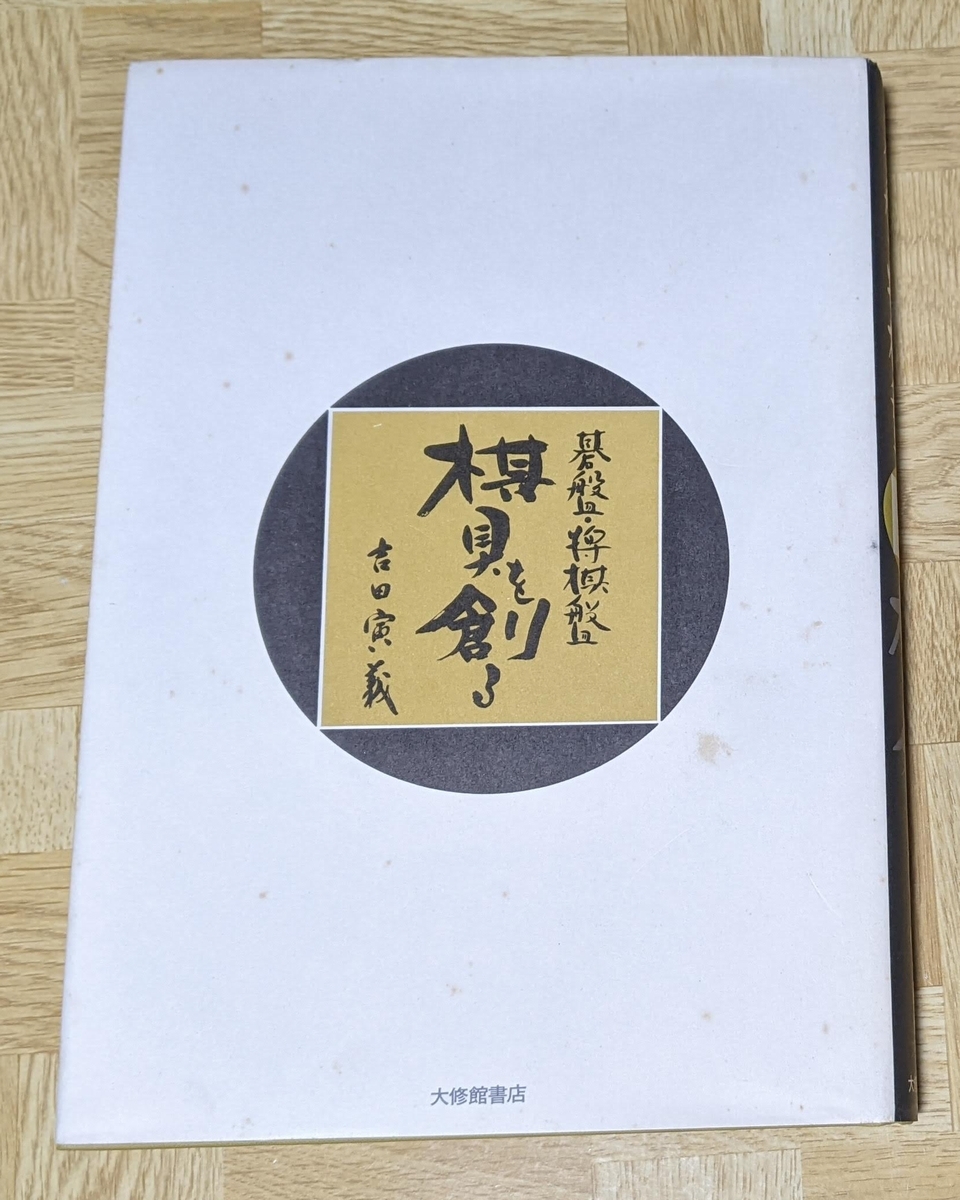 碁盤・将棋盤
棋具を創る
吉田寅義
大修館書店
大